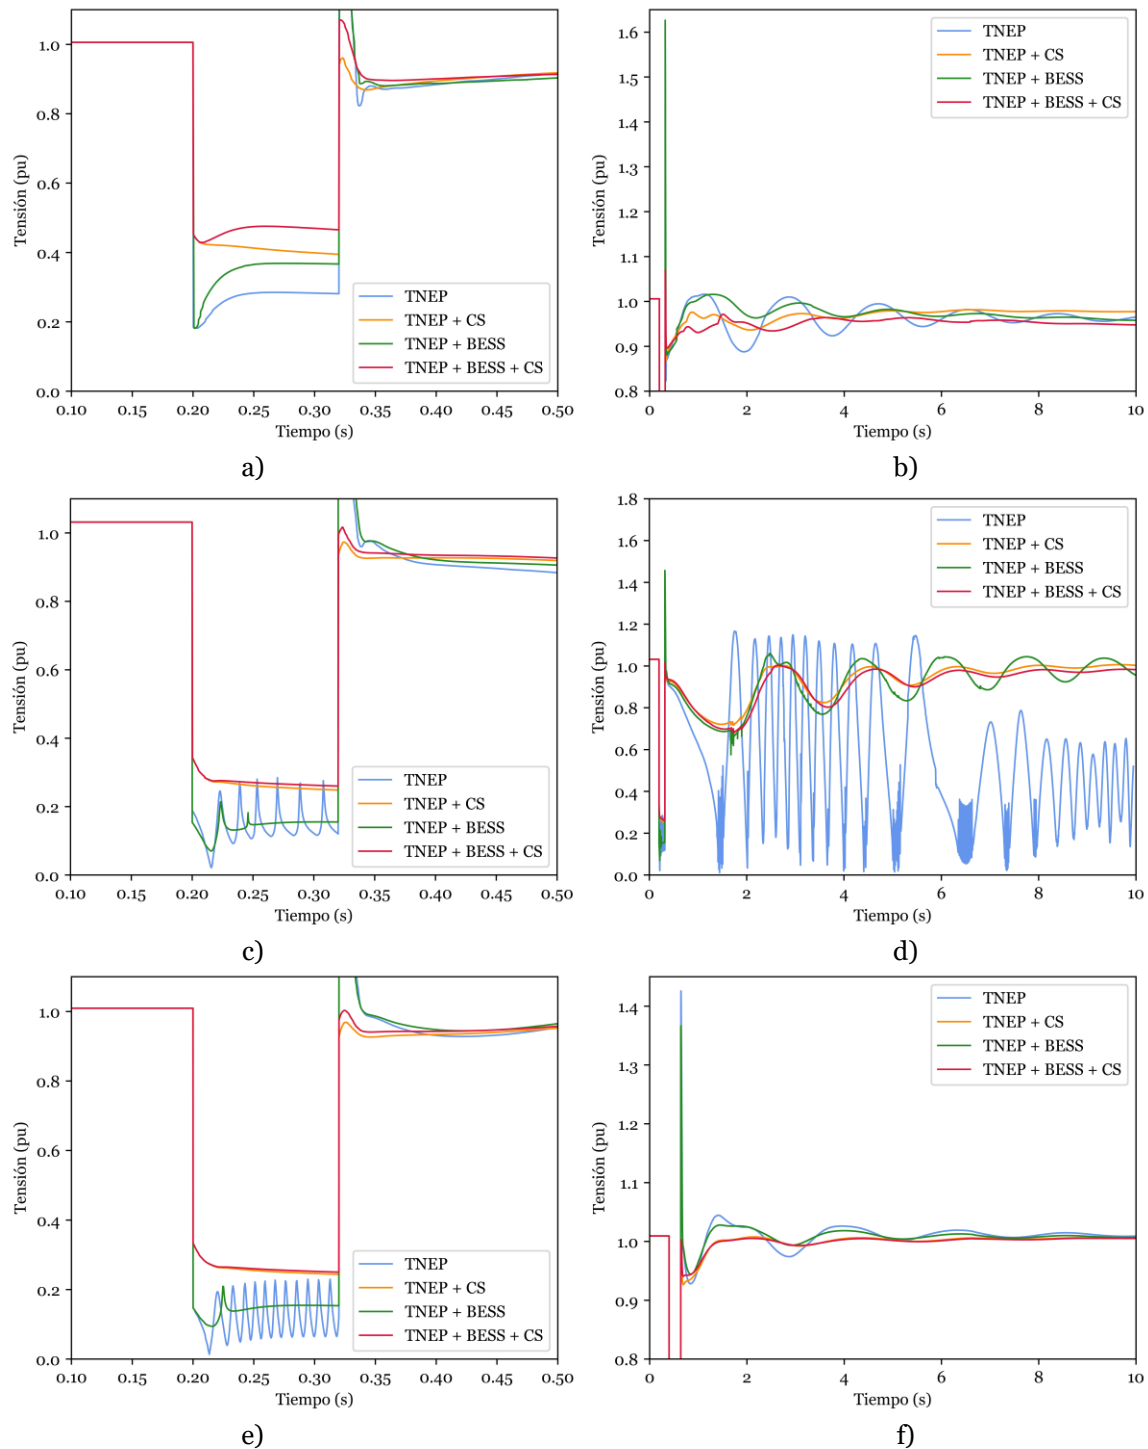 1.0
0.8
0.6
0.4
0.2
0.0
Tensión (pu)
TNEP
TNEP + CS
TNEP + BESS
TNEP + BESS + CS
0.10 0.15 0.20 0.25 0.30 0.35 0.40 0.45 0.50
Tiempo (s)
a)
1.6
1.5
1.4
1.3
1.2
1.1
1.0
0.9
0.8
Tensión (pu)
TNEP
TNEP + CS
TNEP + BESS
TNEP + BESS + CS
0 2 4 6 8 10
Tiempo (s)
b)
1.0
0.8
0.6
0.4
0.2
0.0
Tensión (pu)
TNEP
TNEP + CS
TNEP + BESS
TNEP + BESS + CS
0.10 0.15 0.20 0.25 0.30 0.35 0.40 0.45 0.50
Tiempo (s)
c)
1.8
1.6
1.4
1.2
1.0
0.8
0.6
0.4
0.2
0.0
Tensión (pu)
TNEP
TNEP + CS
TNEP + BESS
TNEP + BESS + CS
0 2 4 6 8 10
Tiempo (s)
d)
1.0
0.8
0.6
0.4
0.2
0.0
Tensión (pu)
TNEP
TNEP + CS
TNEP + BESS
TNEP + BESS + CS
0.10 0.15 0.20 0.25 0.30 0.35 0.40 0.45 0.50
Tiempo (s)
e)
1.4
1.3
1.2
1.1
1.0
0.9
0.8
Tensión (pu)
TNEP
TNEP + CS
TNEP + BESS
TNEP + BESS + CS
0 2 4 6 8 10
Tiempo (s)
f)